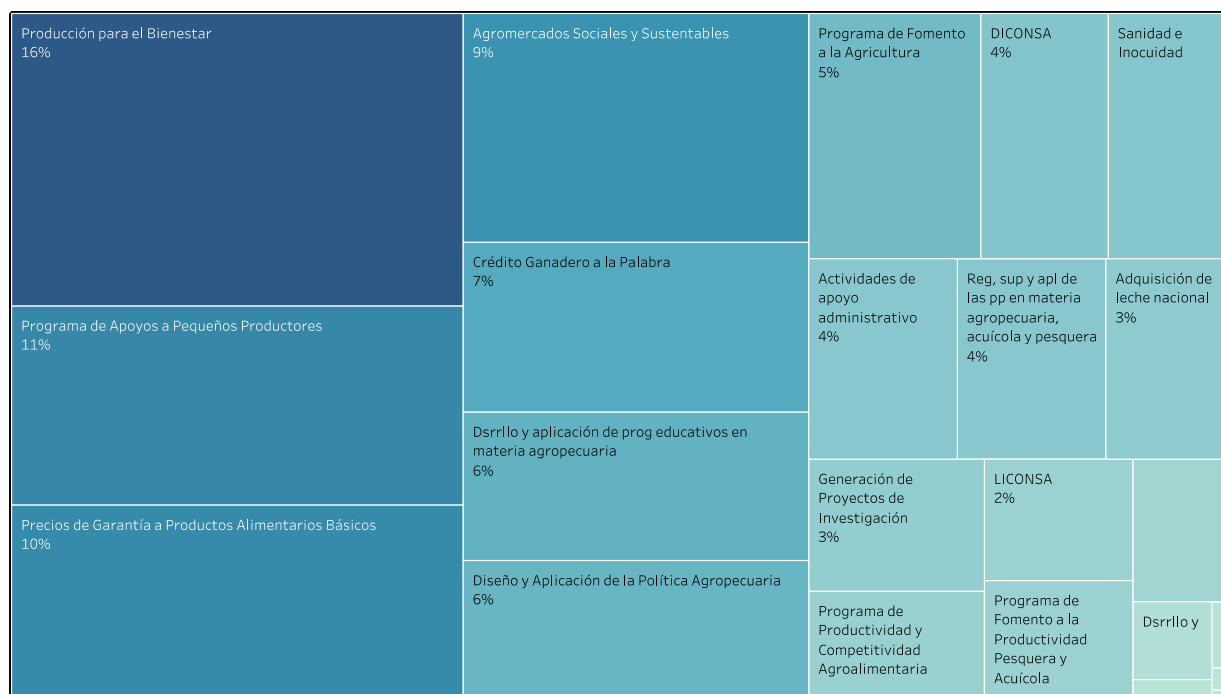 Producción para el Bienestar
16%
Programa de Apoyos a Pequeños Productores
11%
Precios de Garantía a Productos Alimentarios Básicos
10%
Agromercados Sociales y Sustentables
9%
Crédito Ganadero a la Palabra
7%
Dsrrllo y aplicación de prog educativos en
materia agropecuaria
6%
Diseño y Aplicación de la Política Agropecuaria
6%
Programa de Fomento
a la Agricultura
5%
DICONSA
4%
Sanidad e
Inocuidad
Actividades de
apoyo
administrativo
4%
Reg, sup y apl de
las pp en materia
agropecuaria,
acuícola y pesquera
4%
Adquisición de
leche nacional
3%
Generación de
Proyectos de
Investigación
3%
LICONSA
2%
Programa de
Productividad y
Competitividad
Agroalimentaria
Programa de
Fomento a la
Productividad
Pesquera y
Acuícola
Dsrrllo y